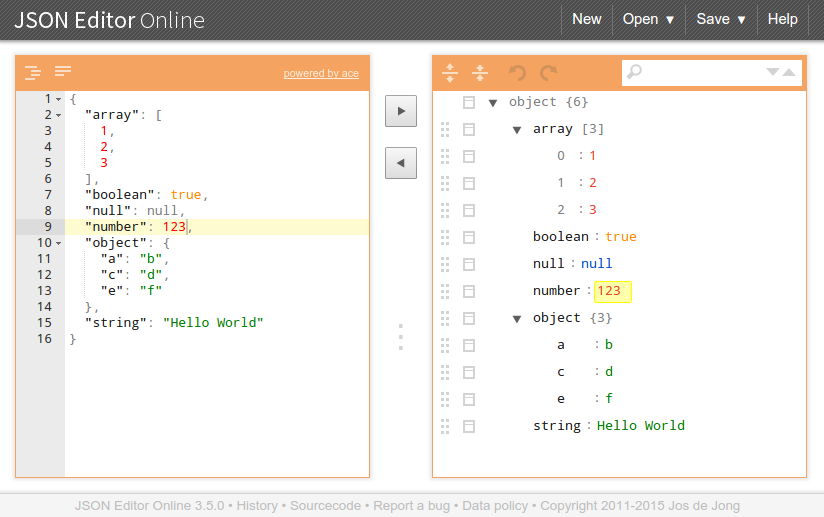 JSON Editor Online
New Open ▼ Save ▼ Help
powered by ace
1 {
2 "array": [
3 1,
4 2,
5 3
6 ],
7 "boolean": true,
8 "null": null,
9 "number": 123,
10 "object": {
11 "a": "b",
12 "c": "d",
13 "e": "f"
14 },
15 "string": "Hello World"
16 }
object {6}
array [3]
0 : 1
1 : 2
2 : 3
boolean : true
null : null
number : 123
object {3}
a : b
c : d
e : f
string : Hello World
JSON Editor Online 3.5.0 • History • Sourcecode • Report a bug • Data policy • Copyright 2011-2015 Jos de Jong